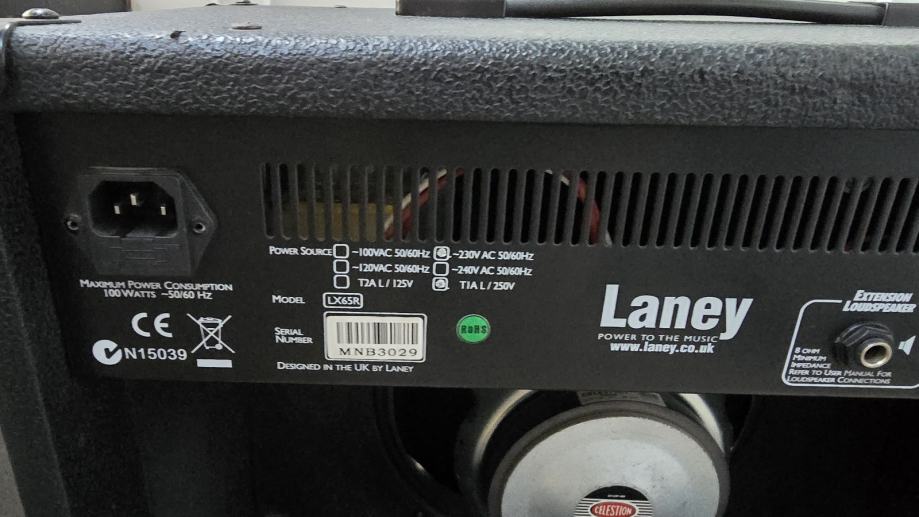 POWER SOURCE ~100VAC 50/60HZ ~230V AC 50/60HZ
~120VAC 50/60HZ ~240V AC 50/60HZ
T2A L / 125V T1A L / 250V
MAXIMUM POWER CONSUMPTION
100 WATTS ~50/60 HZ
MODEL LX65R
CE
N15039
SERIAL NUMBER
MNB3029
DESIGNED IN THE UK BY LANEY
RoHS
Laney
POWER TO THE MUSIC
www.laney.co.uk
EXTENSION
LOUDSPEAKER
8 OHM
MINIMUM
IMPEDANCE
REFER TO USER MANUAL FOR
LOUDSPEAKER CONNECTIONS
CELESTION